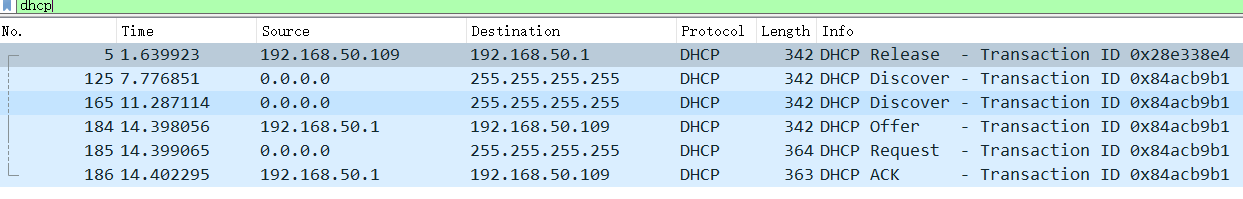 dhcp
No. Time Source Destination Protocol Length Info
5 1.639923 192.168.50.109 192.168.50.1 DHCP 342 DHCP Release - Transaction ID 0x28e338e4
125 7.776851 0.0.0.0 255.255.255.255 DHCP 342 DHCP Discover - Transaction ID 0x84acb9b1
165 11.287114 0.0.0.0 255.255.255.255 DHCP 342 DHCP Discover - Transaction ID 0x84acb9b1
184 14.398056 192.168.50.1 192.168.50.109 DHCP 342 DHCP Offer - Transaction ID 0x84acb9b1
185 14.399065 0.0.0.0 255.255.255.255 DHCP 364 DHCP Request - Transaction ID 0x84acb9b1
186 14.402295 192.168.50.1 192.168.50.109 DHCP 363 DHCP ACK - Transaction ID 0x84acb9b1